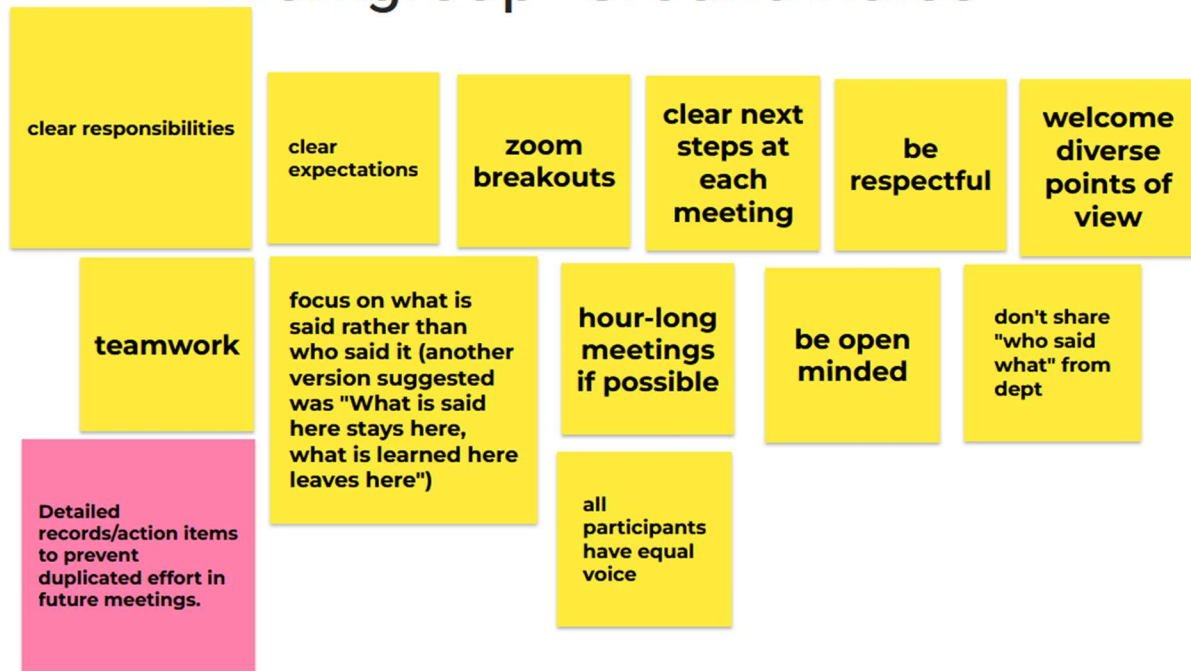 clear responsibilities
clear
expectations
zoom
breakouts
clear next
steps at
each
meeting
be
respectful
welcome
diverse
points of
view
teamwork
focus on what is
said rather than
who said it (another
version suggested
was "What is said
here stays here,
what is learned here
leaves here")
hour-long
meetings
if possible
be open
minded
don't share
"who said
what" from
dept
Detailed
records/action items
to prevent
duplicated effort in
future meetings.
all
participants
have equal
voice